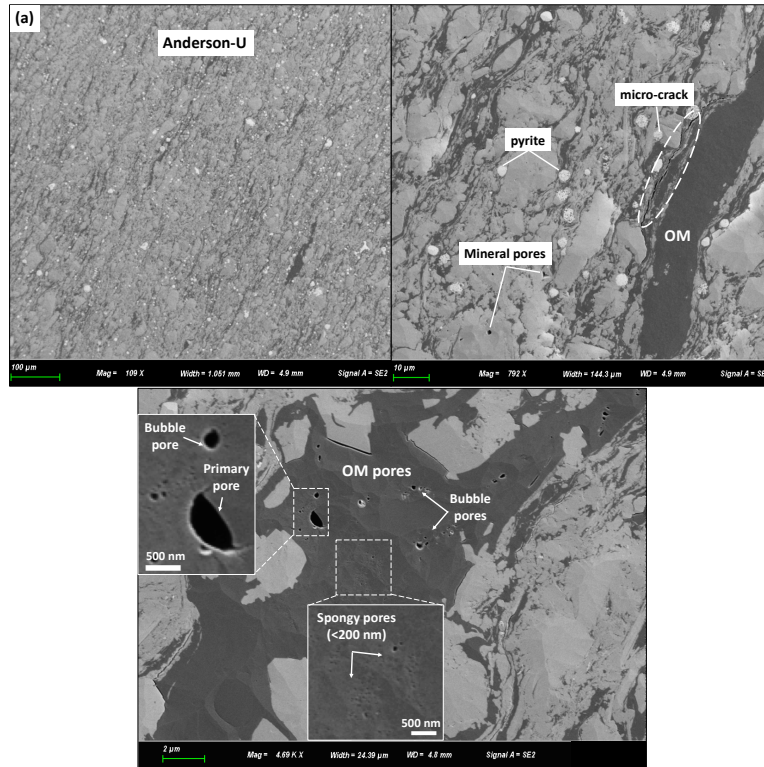 (a)
Anderson-U
100 µm
Mag = 109 X
Width = 1.051 mm
WD = 4.9 mm
Signal A = SE2
micro-crack
pyrite
OM
Mineral pores
10 µm
Mag = 792 X
Width = 144.3 µm
WD = 4.9 mm
Signal A = SE
Bubble
pore
Primary
pore
500 nm
OM pores
Bubble
pores
Spongy pores
(<200 nm)
500 nm
2 µm
Mag = 4.69 K X
Width = 24.39 µm
WD = 4.8 mm
Signal A = SE2